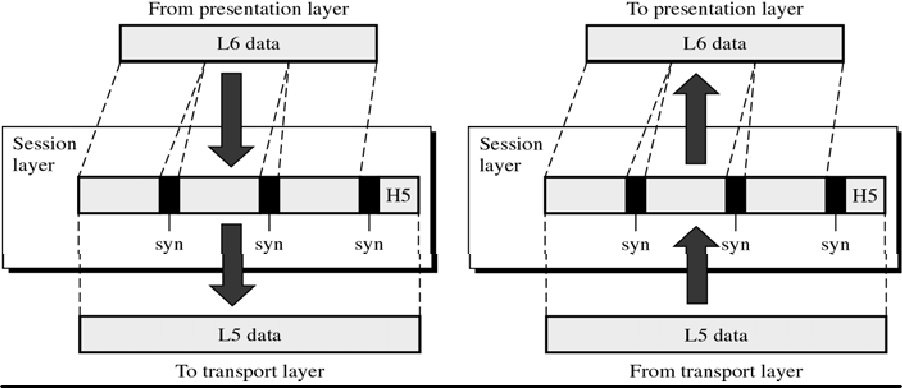 From presentation layer
L6 data
Session
layer
H5
syn syn syn
L5 data
To transport layer
To presentation layer
L6 data
Session
layer
H5
syn syn syn
L5 data
From transport layer